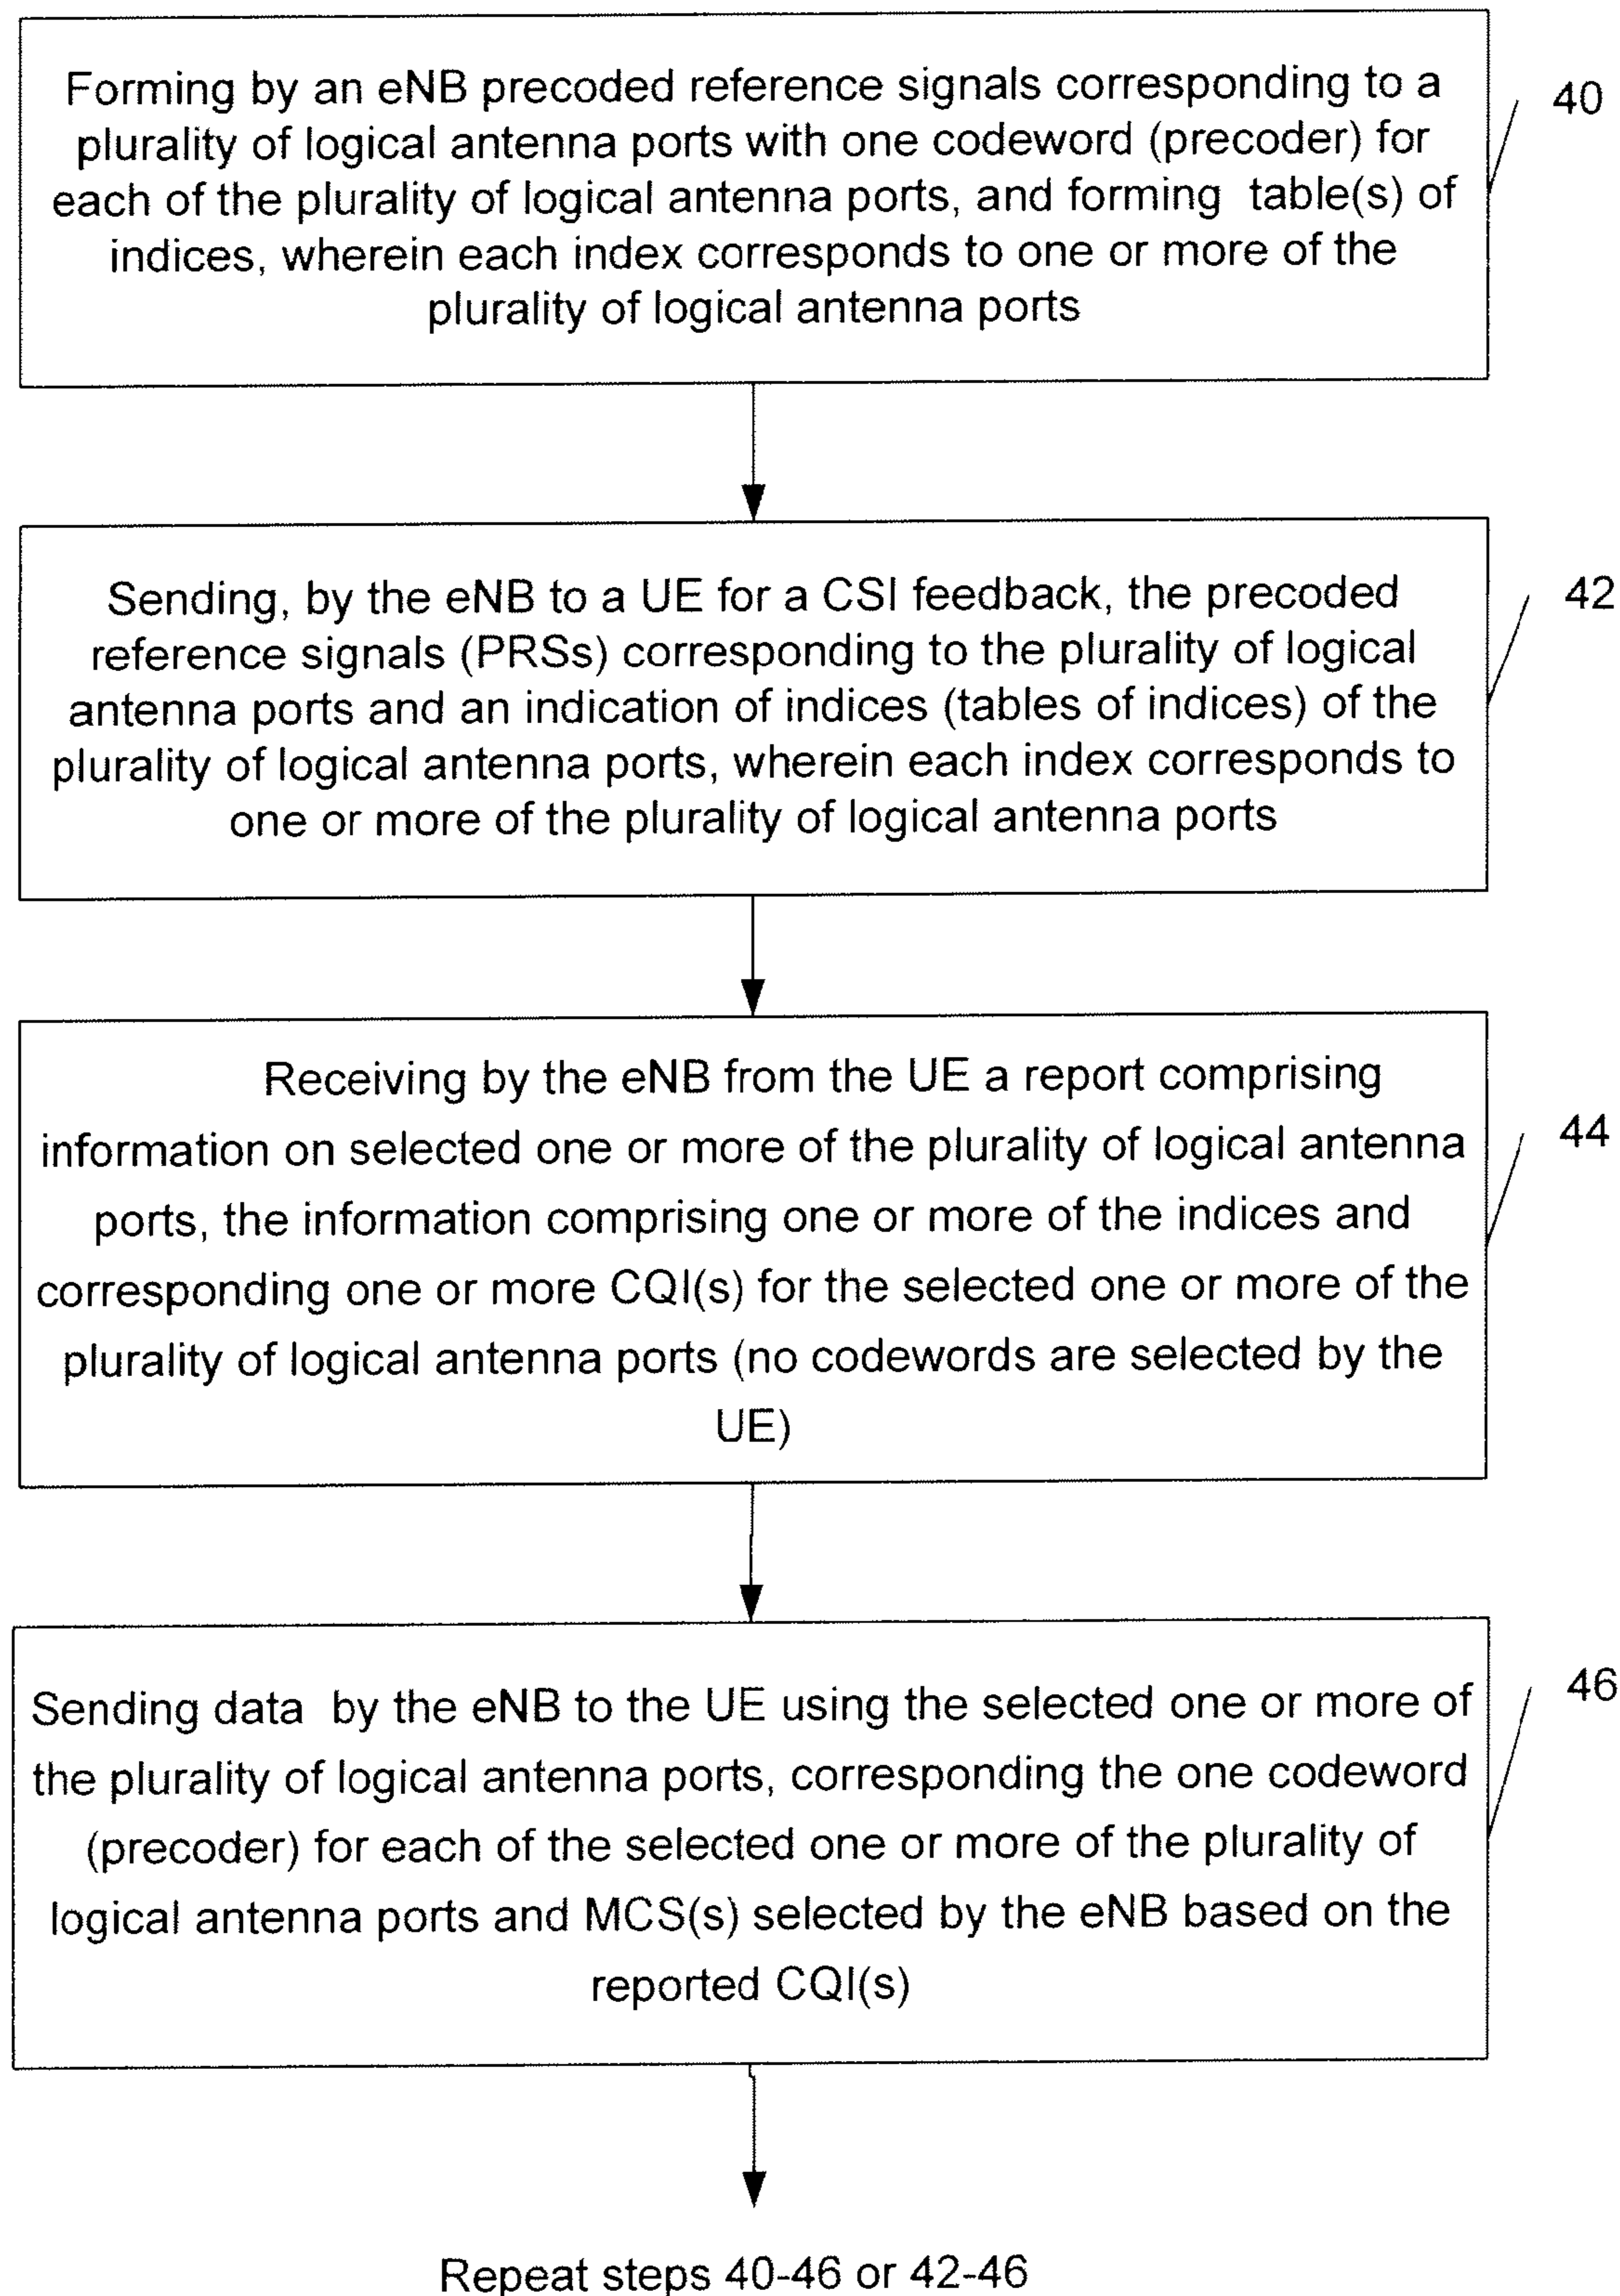 Forming by an eNB precoded reference signals corresponding to a
plurality of logical antenna ports with one codeword (precoder) for
each of the plurality of logical antenna ports, and forming table(s) of
indices, wherein each index corresponds to one or more of the
plurality of logical antenna ports
40
Sending, by the eNB to a UE for a CSI feedback, the precoded
reference signals (PRSs) corresponding to the plurality of logical
antenna ports and an indication of indices (tables of indices) of the
plurality of logical antenna ports, wherein each index corresponds to
one or more of the plurality of logical antenna ports
42
Receiving by the eNB from the UE a report comprising
information on selected one or more of the plurality of logical antenna
ports, the information comprising one or more of the indices and
corresponding one or more CQI(s) for the selected one or more of the
plurality of logical antenna ports (no codewords are selected by the
UE)
44
Sending data by the eNB to the UE using the selected one or more of
the plurality of logical antenna ports, corresponding the one codeword
(precoder) for each of the selected one or more of the plurality of
logical antenna ports and MCS(s) selected by the eNB based on the
reported CQI(s)
46
Repeat steps 40-46 or 42-46